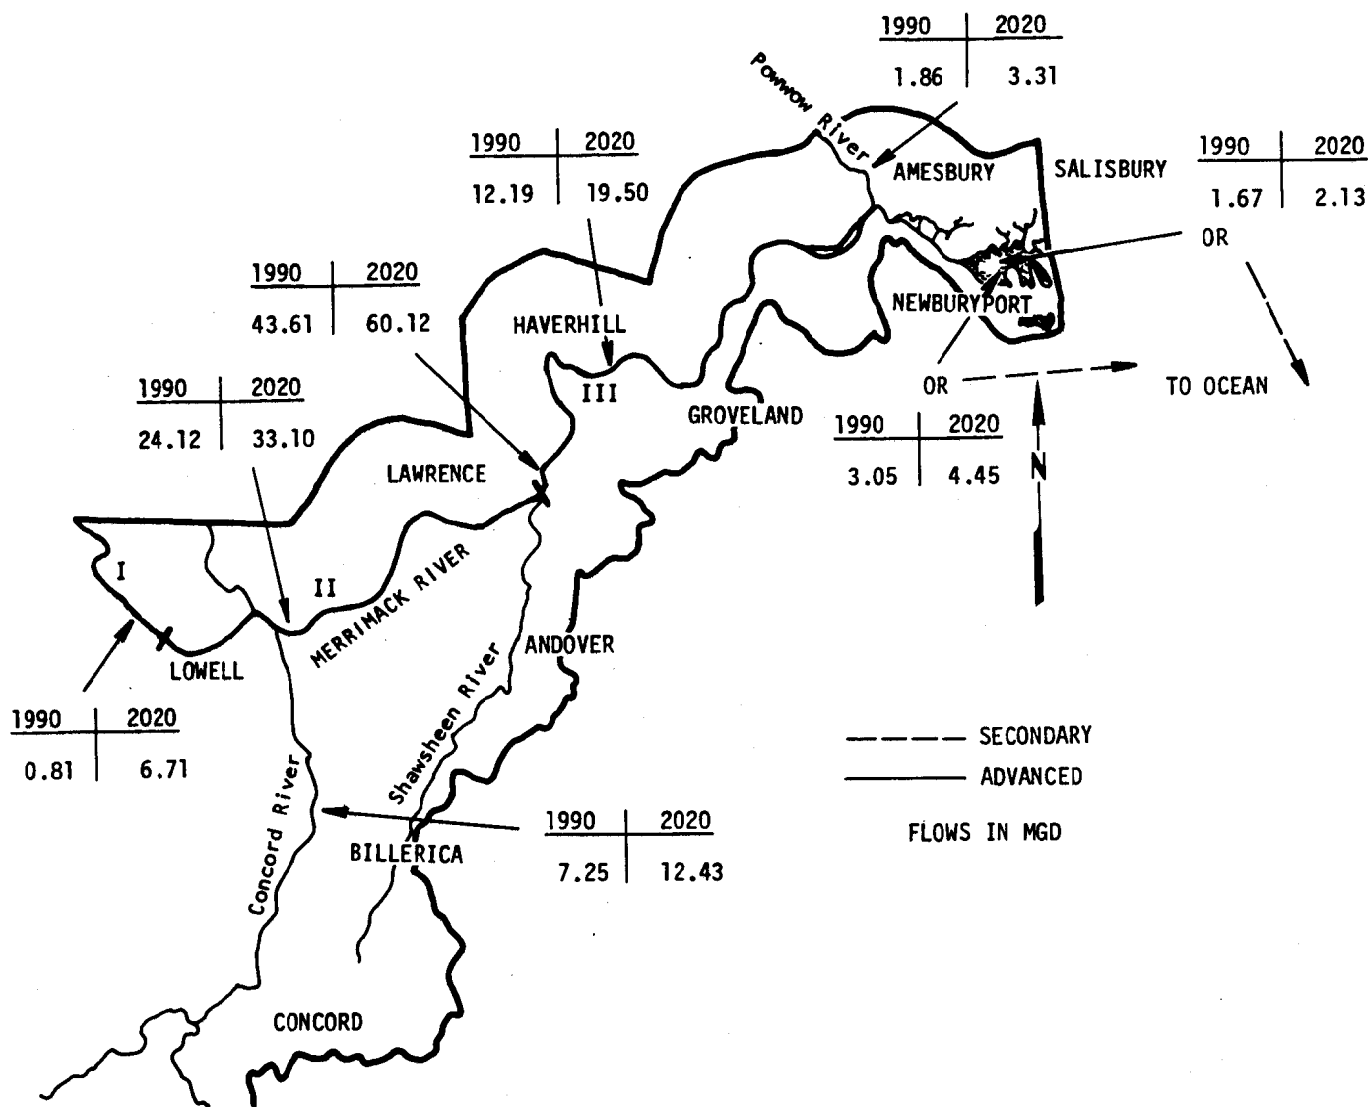 1990 2020
1.86 3.31
Powwow River
1990 2020
12.19 19.50
AMESBURY
SALISBURY
1990 2020
1.67 2.13
OR
1990 2020
43.61 60.12
HAVERHILL
NEWBURYPORT
III
OR
TO OCEAN
1990 2020
24.12 33.10
GROVELAND
1990 2020
3.05 4.45
N
LAWRENCE
I
II
MERRIMACK RIVER
LOWELL
ANDOVER
1990 2020
0.81 6.71
Shawsheen River
SECONDARY
ADVANCED
FLOWS IN MGD
Concord River
BILLERICA
1990 2020
7.25 12.43
CONCORD